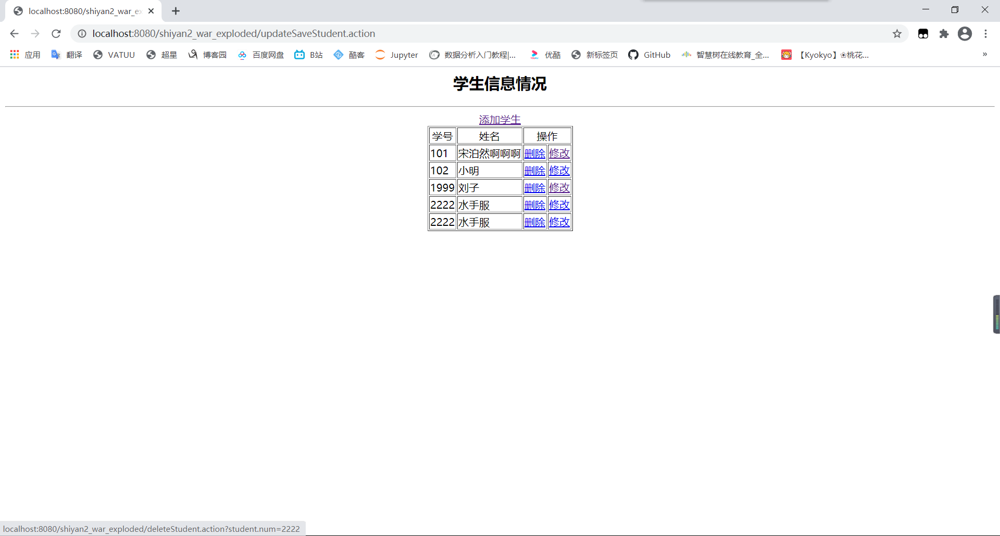 localhost:8080/shiyan2_war_ex
localhost:8080/shiyan2_war_exploded/updateSaveStudent.action
应用 翻译 VATUU 超星 博客园 百度网盘 B站 酷客 Jupyter 数据分析入门教程|... 优酷 新标签页 GitHub 智慧树在线教育_全... 【Kyokyo】❀桃花... »
学生信息情况
添加学生
学号 姓名 操作
101 宋泊然啊啊啊 删除 修改
102 小明 删除 修改
1999 刘子 删除 修改
2222 水手服 删除 修改
2222 水手服 删除 修改
localhost:8080/shiyan2_war_exploded/deleteStudent.action?student.num=2222